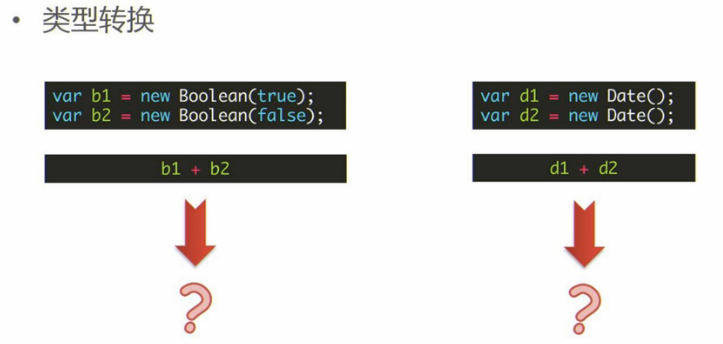 • 类型转换
var b1 = new Boolean(true);
var b2 = new Boolean(false);
b1 + b2
?
var d1 = new Date();
var d2 = new Date();
d1 + d2
?